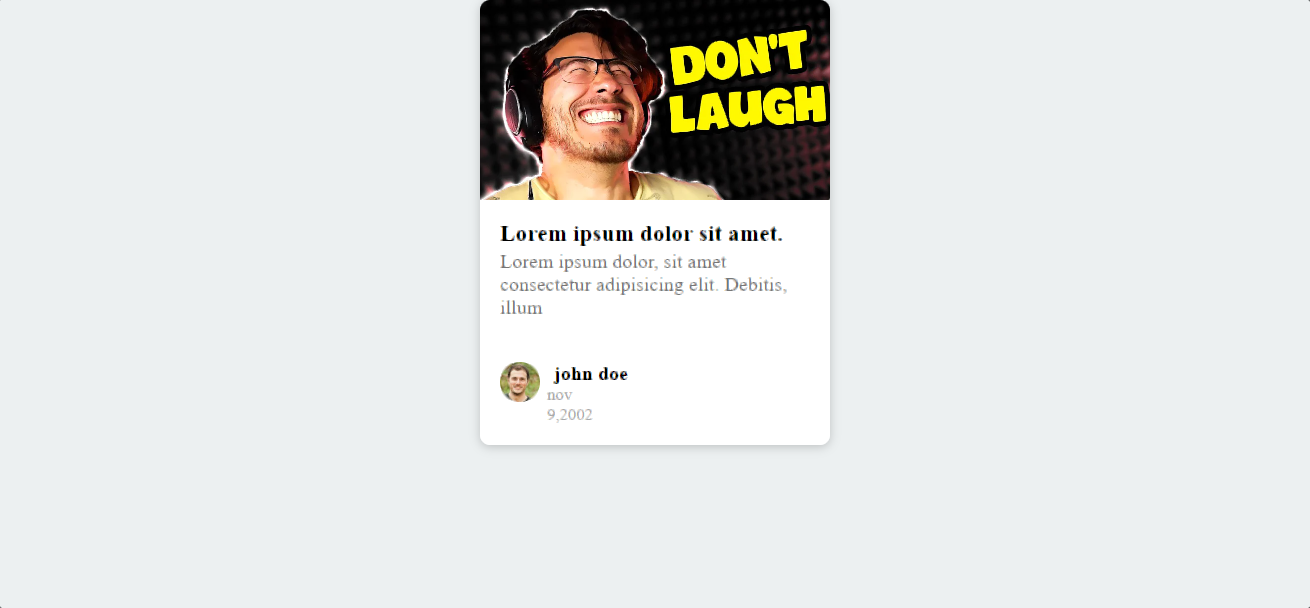 DON'T
LAUGH
Lorem ipsum dolor sit amet.
Lorem ipsum dolor, sit amet
consectetur adipisicing elit. Debitis,
illum
john doe
nov
9,2002